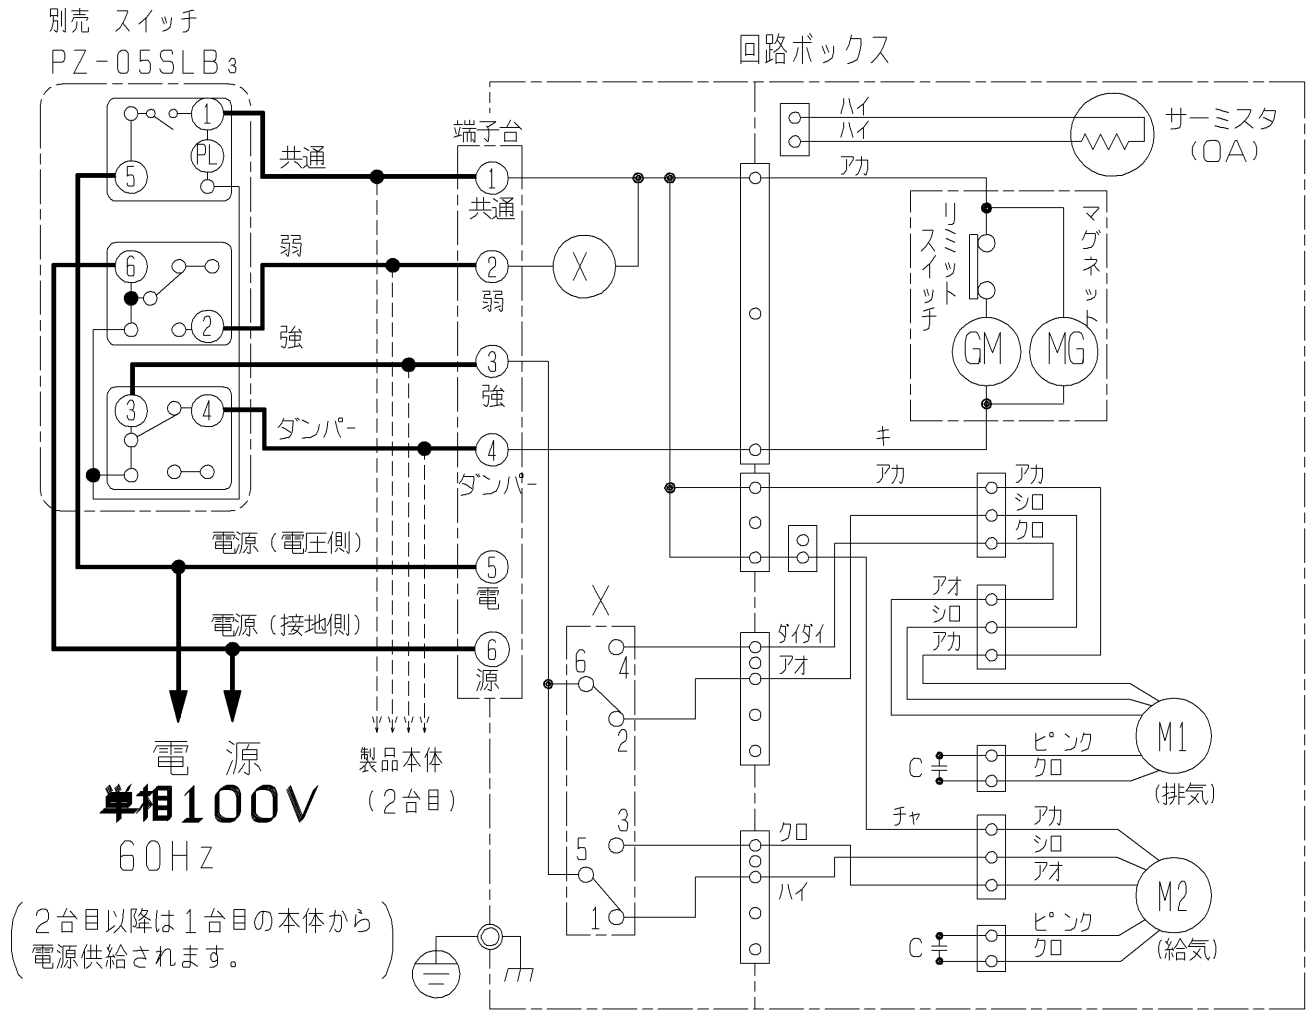 別売 スイッチ
PZ-05SLB3
回路ボックス
1
PL
5
6
2
3
4
共通
弱
強
ダンパｰ
端子台
1
共通
2
弱
3
強
4
ダンパｰ
5
電
6
源
X
ハイ
ハイ
アカ
サーミスタ
(0A)
リミット
スイッチ
マグネット
GM
MG
キ
アカ
アカ
シロ
クロ
アオ
シロ
アカ
電源(電圧側)
電源(接地側)
X
6
4
2
3
5
1
ダイダイ
アオ
クロ
ハイ
M1
(排気)
ピンク
クロ
C
チャ
アカ
シロ
アオ
M2
(給気)
ピンク
クロ
C
電 源
単相100V
60Hz
製品本体
(2台目)
(2台目以降は1台目の本体から
電源供給されます。)